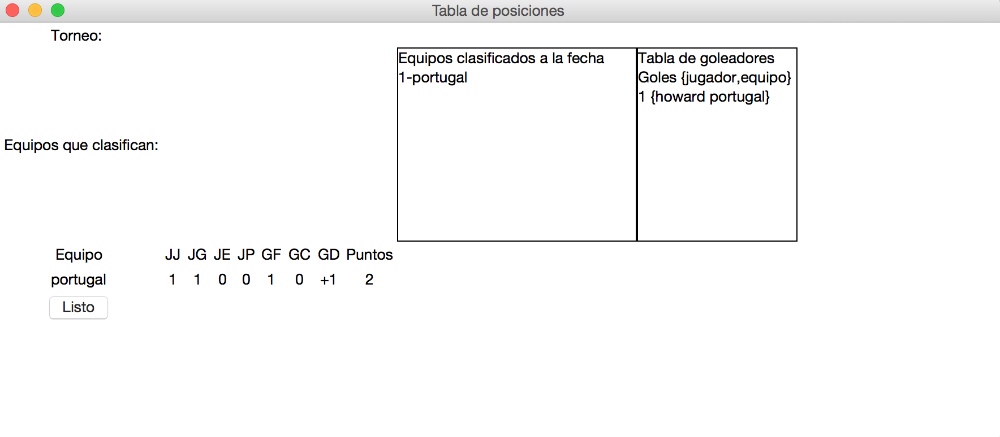 Tabla de posiciones
Torneo:
Equipos clasificados a la fecha
1-portugal
Tabla de goleadores
Goles {jugador,equipo}
1 {howard portugal}
Equipos que clasifican:
Equipo JJ JG JE JP GF GC GD Puntos
portugal 1 1 0 0 1 0 +1 2
Listo